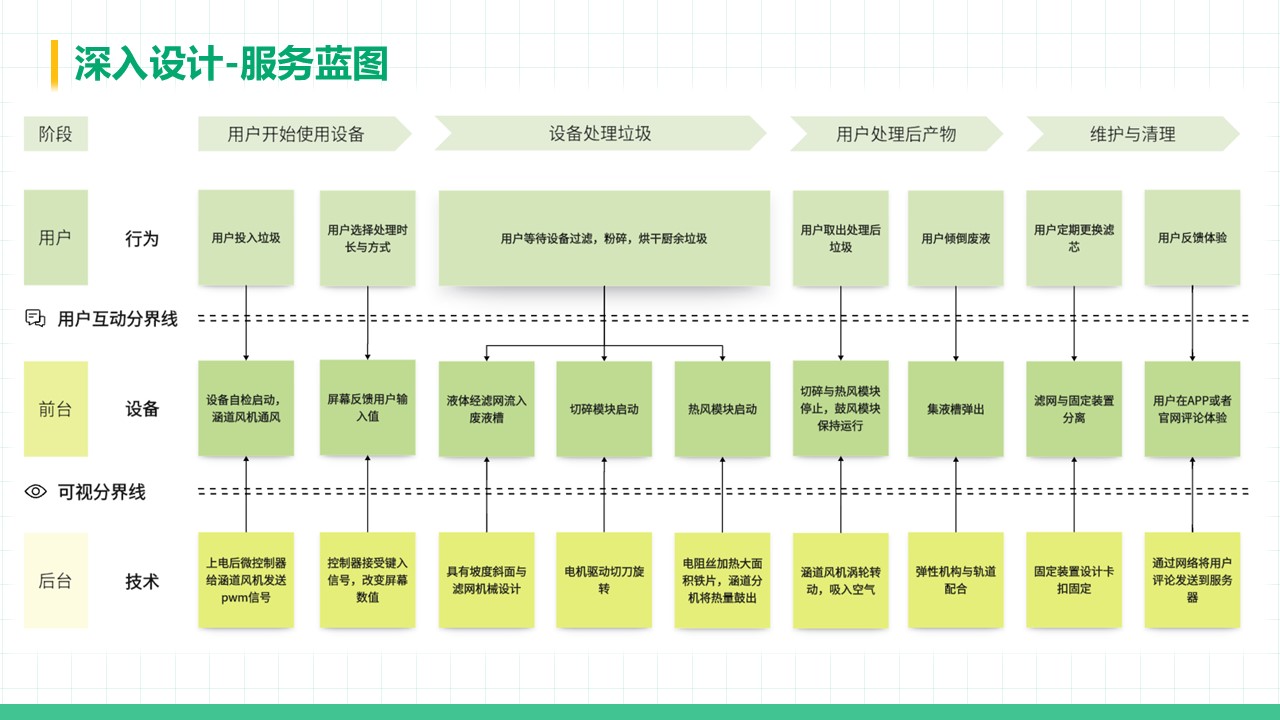 深入设计-服务蓝图
阶段
用户开始使用设备
设备处理垃圾
用户处理后产物
维护与清理
用户
行为
用户投入垃圾
用户选择处理时
长与方式
用户等待设备过滤，粉碎，烘干厨余垃圾
用户取出处理后
垃圾
用户倾倒废液
用户定期更换滤
芯
用户反馈体验
用户互动分界线
前台
设备
设备自检启动，
涵道风机通风
屏幕反馈用户输
入值
液体经滤网流入
废液槽
切碎模块启动
热风模块启动
切碎与热风模块
停止，鼓风模块
保持运行
集液槽弹出
滤网与固定装置
分离
用户在APP或者
官网评论体验
可视分界线
后台
技术
上电后微控制器
给涵道风机发送
pwm信号
控制器接受键入
信号，改变屏幕
数值
具有坡度斜面与
滤网机械设计
电机驱动切刀旋
转
电阻丝加热大面
积铁片，涵道分
机将热量鼓出
涵道风机涡轮转
动，吸入空气
弹性机构与轨道
配合
固定装置设计卡
扣固定
通过网络将用户
评论发送到服务
器